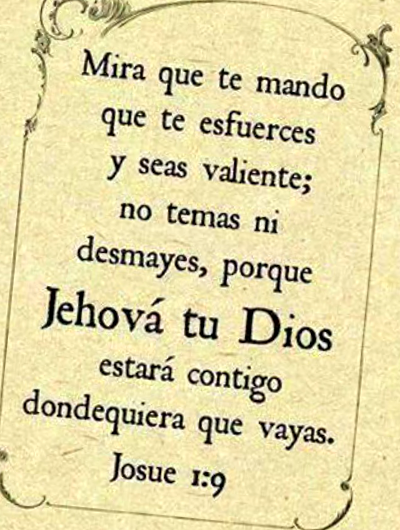 Mira que te mando
que te esfuerces
y seas valiente;
no temas ni
desmayes, porque
Jehová tu Dios
estará contigo
dondequiera que vayas.
Josue 1:9